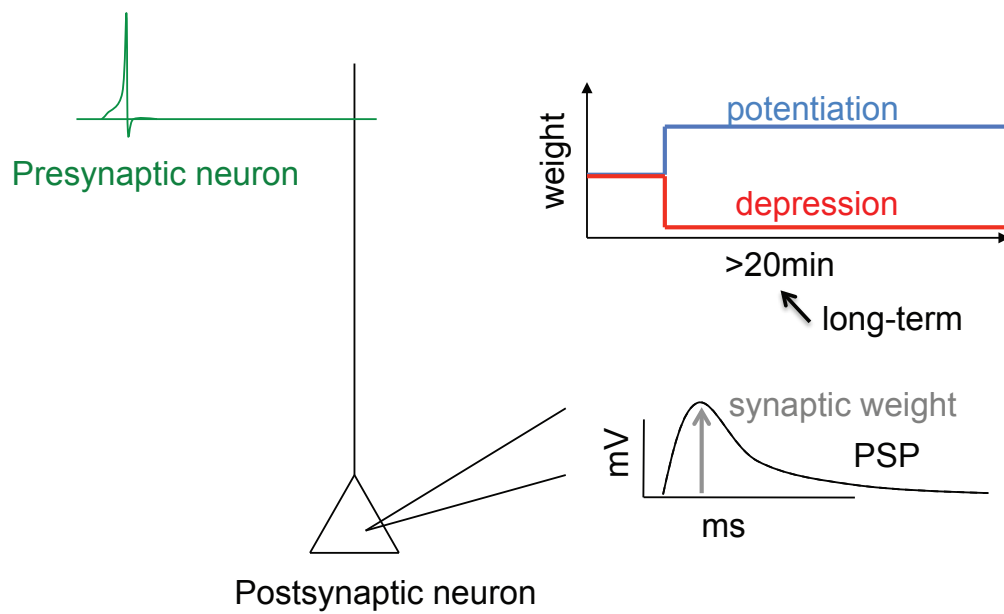 Presynaptic neuron
weight
potentiation
depression
>20min
long-term
synaptic weight
mV
PSP
ms
Postsynaptic neuron